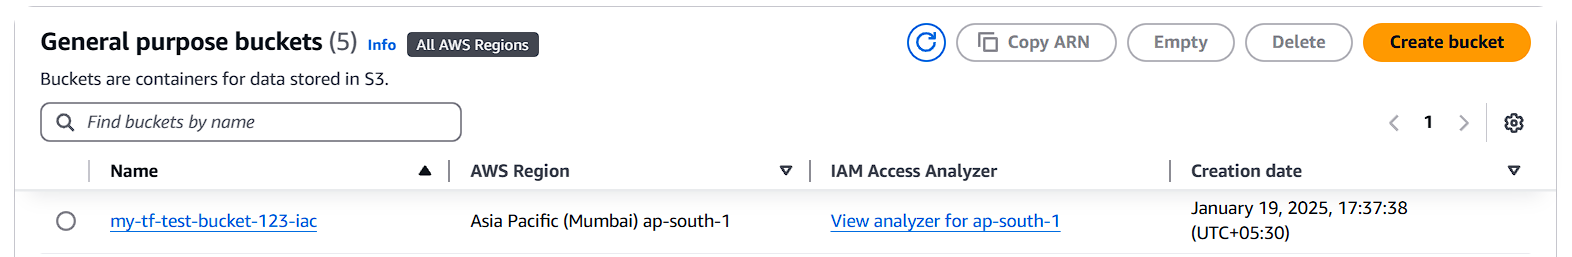 General purpose buckets (5) Info All AWS Regions
Copy ARN Empty Delete Create bucket
Buckets are containers for data stored in S3.
Find buckets by name
1
Name AWS Region IAM Access Analyzer Creation date
my-tf-test-bucket-123-iac Asia Pacific (Mumbai) ap-south-1 View analyzer for ap-south-1 January 19, 2025, 17:37:38
(UTC+05:30)